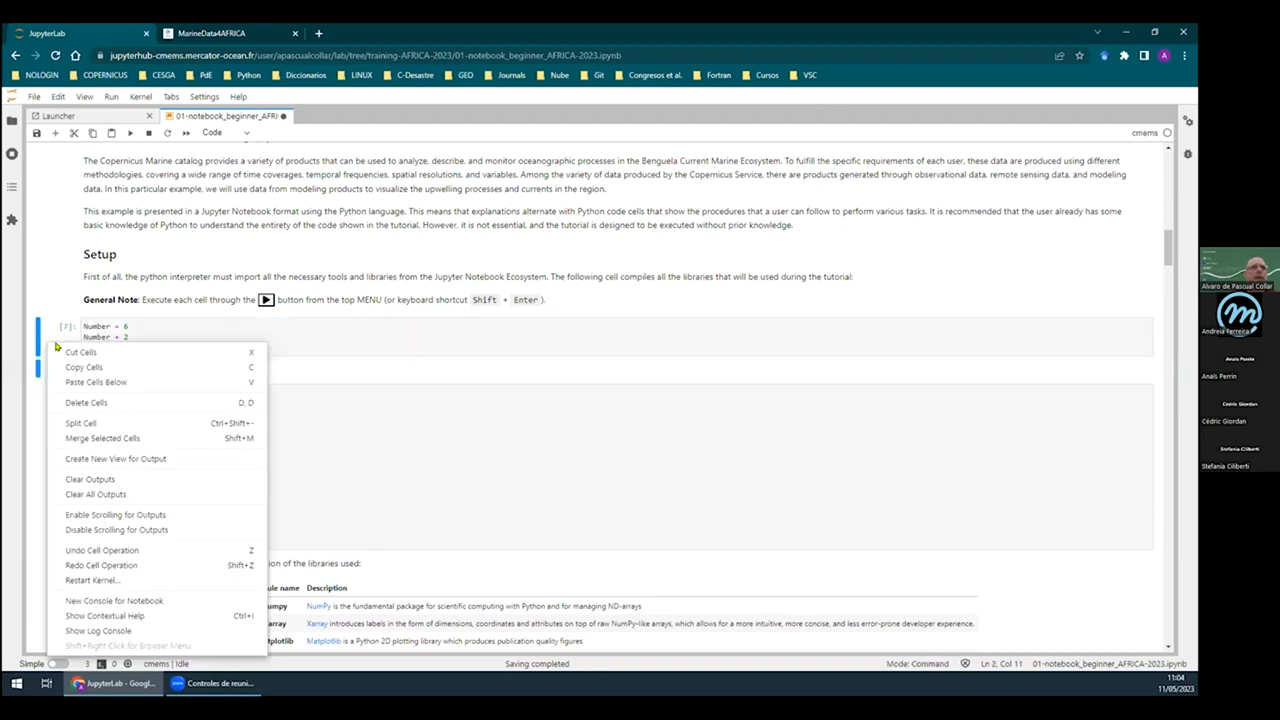 JupyterLab
MarineData4AFRICA
jupyterhub-cmems.mercator-ocean.fr/user/apascualcollar/lab/tree/training-AFRICA-2023/01-notebook_beginner_AFRICA-2023.ipynb
NOLOGIN COPERNICUS CESGA PdE Python Diccionarios LINUX C-Desastre GEO Journals Nube Git Congresos et al. Fortran Cursos VSC
File Edit View Run Kernel Tabs Settings Help
Launcher
01-notebook_beginner_AFRI
Code
cmems
The Copernicus Marine catalog provides a variety of products that can be used to analyze, describe, and monitor oceanographic processes in the Benguela Current Marine Ecosystem. To fulfill the specific requirements of each user, these data are produced using different
methodologies, covering a wide range of time coverages, temporal frequencies, spatial resolutions, and variables. Among the variety of data produced by the Copernicus Service, there are products generated through observational data, remote sensing data, and modeling
data. In this particular example, we will use data from modeling products to visualize the upwelling processes and currents in the region.
This example is presented in a Jupyter Notebook format using the Python language. This means that explanations alternate with Python code cells that show the procedures that a user can follow to perform various tasks. It is recommended that the user already has some
basic knowledge of Python to understand the entirety of the code shown in the tutorial. However, it is not essential, and the tutorial is designed to be executed without prior knowledge.
Setup
First of all, the python interpreter must import all the necessary tools and libraries from the Jupyter Notebook Ecosystem. The following cell compiles all the libraries that will be used during the tutorial:
General Note: Execute each cell through the button from the top MENU (or keyboard shortcut Shift + Enter ).
[7]: Number = 6
Number + 2
Cut Cells X
Copy Cells C
Paste Cells Below V
Delete Cells D, D
Split Cell Ctrl+Shift+-
Merge Selected Cells Shift+M
Create New View for Output
Clear Outputs
Clear All Outputs
Enable Scrolling for Outputs
Disable Scrolling for Outputs
Undo Cell Operation Z
Redo Cell Operation Shift+Z
Restart Kernel...
New Console for Notebook
Show Contextual Help Ctrl+I
Show Log Console
Shift+Right Click for Browser Menu
ion of the libraries used:
ule name Description
umpy NumPy is the fundamental package for scientific computing with Python and for managing ND-arrays
array Xarray introduces labels in the form of dimensions, coordinates and attributes on top of raw NumPy-like arrays, which allows for a more intuitive, more concise, and less error-prone developer experience.
tplotlib Matplotlib is a Python 2D plotting library which produces publication quality figures
Simple 3 0 cmems | Idle Saving completed Mode: Command Ln 2, Col 11 01-notebook_beginner_AFRICA-2023.ipynb
JupyterLab - Googl...
Controles de reuni...
11:04
11/05/2023
Alvaro de Pascual Collar
Andreia Ferreira
Anaïs Perrin
Anaïs Perrin
Cédric Giordan
Cédric Giordan
Stefania Ciliberti
Stefania Ciliberti